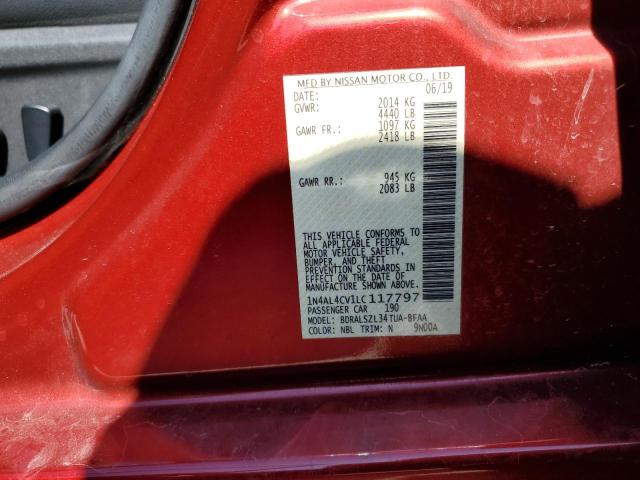 MFD BY NISSAN MOTOR CO., LTD.
DATE: 06/19
GVWR: 2014 KG
4440 LB
GAWR FR.: 1097 KG
2418 LB
GAWR RR.: 945 KG
2083 LB
THIS VEHICLE CONFORMS TO
ALL APPLICABLE FEDERAL
MOTOR VEHICLE SAFETY,
BUMPER, AND THEFT
PREVENTION STANDARDS IN
EFFECT ON THE DATE OF
MANUFACTURE SHOWN ABOVE.
1N4AL4CV1LC117797
PASSENGER CAR 190
MODEL: BDRALSZL34TUA-BFAA
COLOR: NBL TRIM: N 9N00A